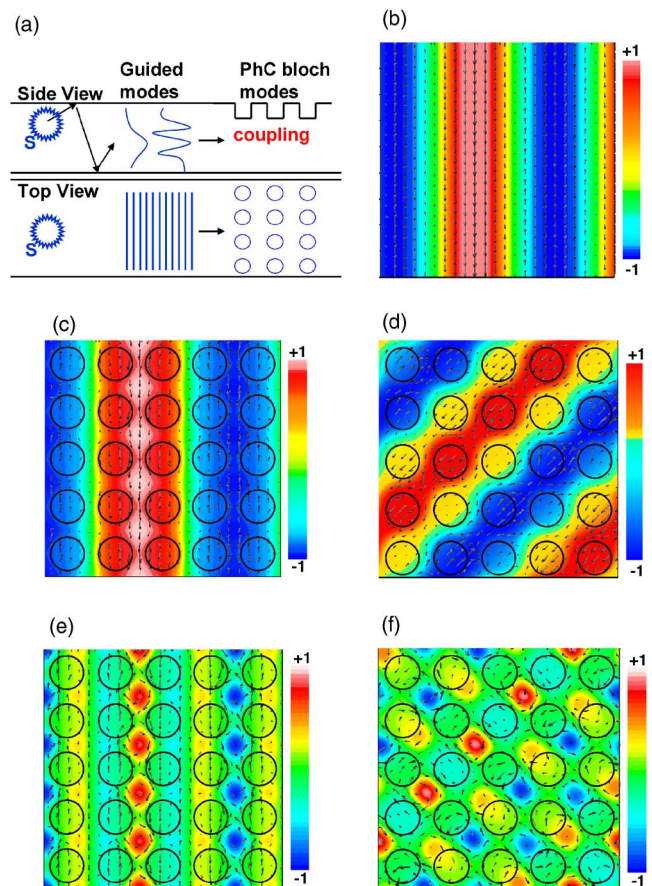 (a)
Side View
S
Guided
modes
PhC bloch
modes
coupling
Top View
S
(b)
+1
-1
(c)
+1
-1
(d)
+1
-1
(e)
+1
-1
(f)
+1
-1